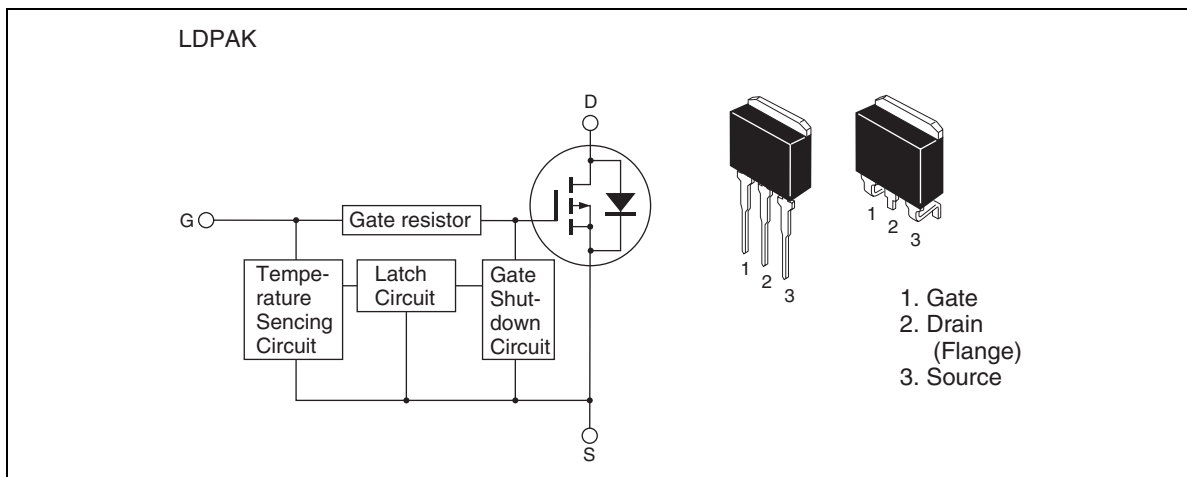 LDPAK
D
G
Gate resistor
Tempe-
rature
Sencing
Circuit
Latch
Circuit
Gate
Shut-
down
Circuit
S
1
2
3
1
2
3
1. Gate
2. Drain
(Flange)
3. Source